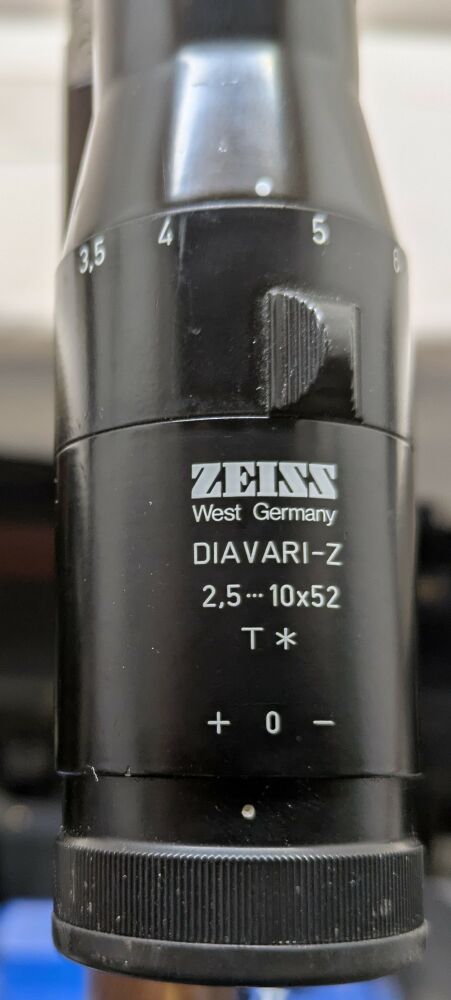 3,5 4 5 6
ZEISS
West Germany
DIAVARI-Z
2,5···10x52
T*
+ 0 −